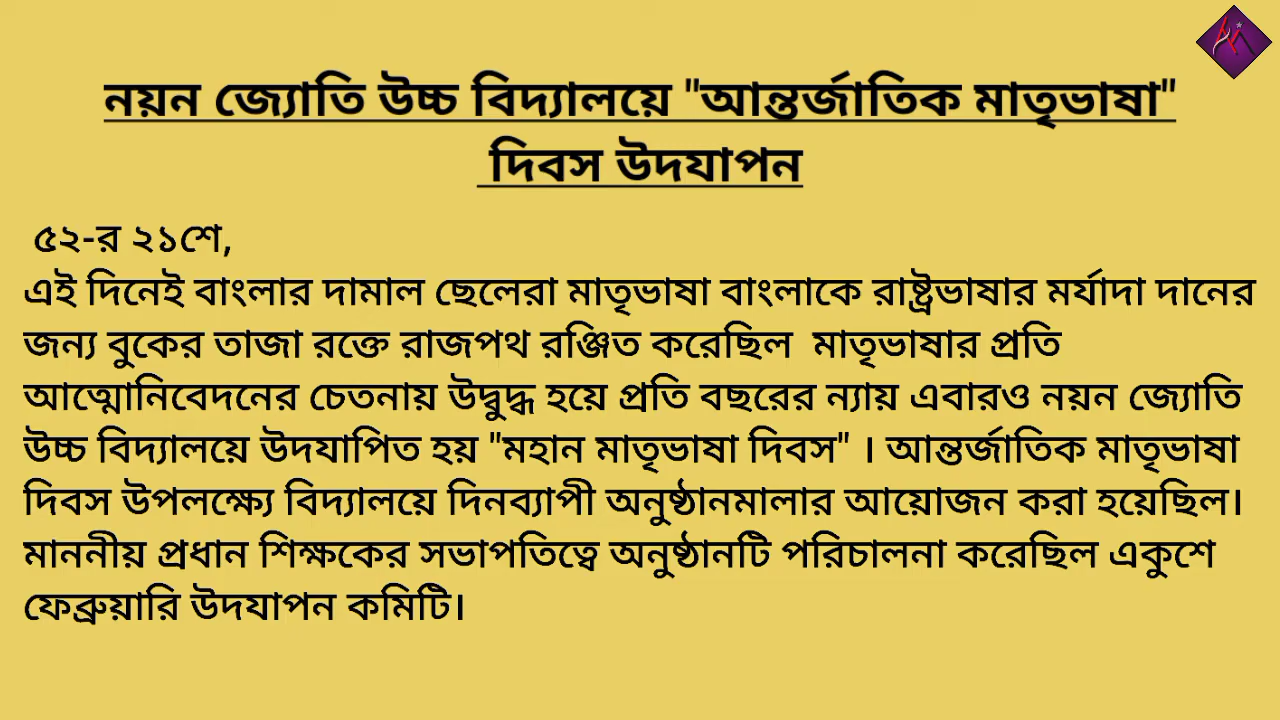 নয়ন জ্যোতি উচ্চ বিদ্যালয়ে "আন্তর্জাতিক মাতৃভাষা"
দিবস উদযাপন
৫২-র ২১শে,
এই দিনেই বাংলার দামাল ছেলেরা মাতৃভাষা বাংলাকে রাষ্ট্রভাষার মর্যাদা দানের
জন্য বুকের তাজা রক্তে রাজপথ রঞ্জিত করেছিল মাতৃভাষার প্রতি
আত্মোনিবেদনের চেতনায় উদ্বুদ্ধ হয়ে প্রতি বছরের ন্যায় এবারও নয়ন জ্যোতি
উচ্চ বিদ্যালয়ে উদযাপিত হয় "মহান মাতৃভাষা দিবস" । আন্তর্জাতিক মাতৃভাষা
দিবস উপলক্ষ্যে বিদ্যালয়ে দিনব্যাপী অনুষ্ঠানমালার আয়োজন করা হয়েছিল।
মাননীয় প্রধান শিক্ষকের সভাপতিত্বে অনুষ্ঠানটি পরিচালনা করেছিল একুশে
ফেব্রুয়ারি উদযাপন কমিটি।